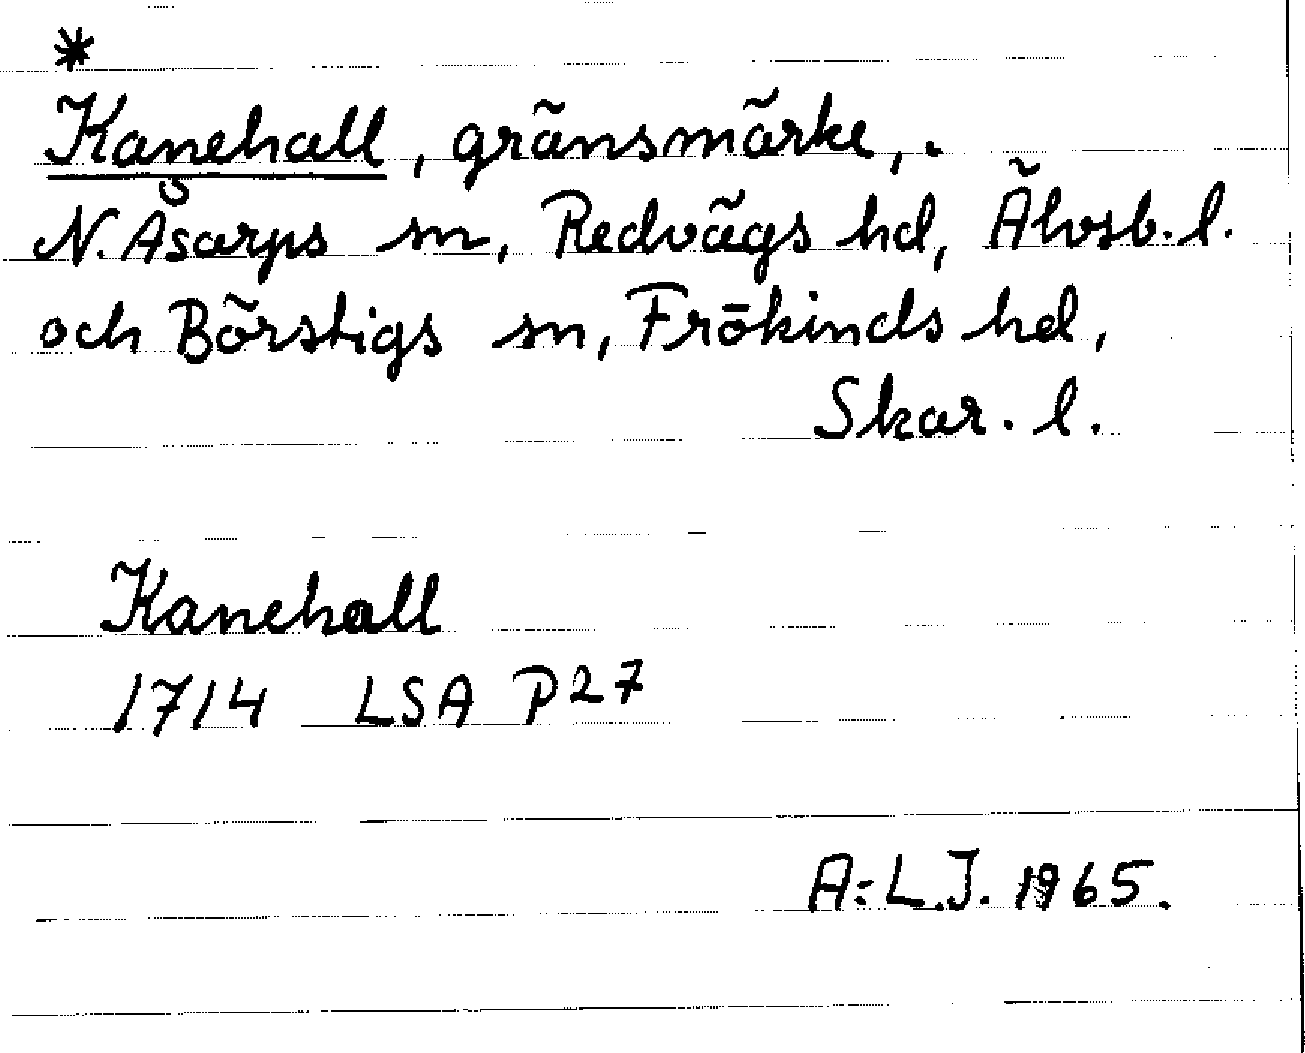 *
Kanehall, gränsmärke, .
N. Åsarps sn, Redvägs hd, Älvsb. l.
och Börstigs sn, Frökinds hd,
Skar. l.
Kanehall
1714 LSA P27
A:L.J. 1965.